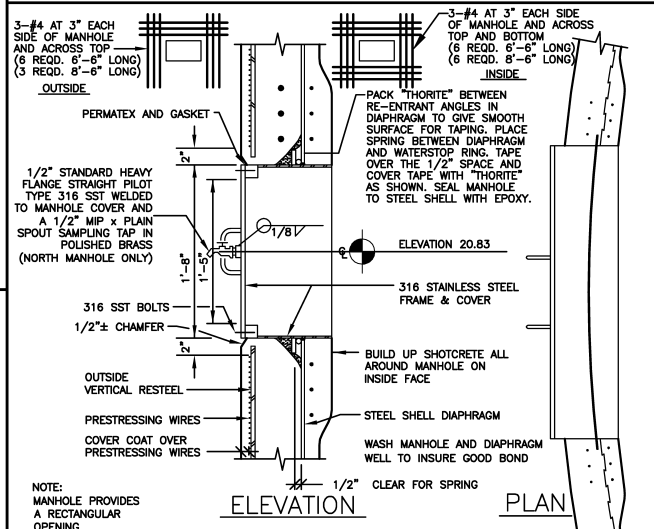 3-#4 AT 3" EACH
SIDE OF MANHOLE
AND ACROSS TOP
(6 REQD. 6'-6" LONG)
(3 REQD. 8'-6" LONG)
OUTSIDE
3-#4 AT 3" EACH SIDE
OF MANHOLE AND ACROSS
TOP AND BOTTOM
(6 REQD. 6'-6" LONG)
(6 REQD. 8'-6" LONG)
INSIDE
PERMATEX AND GASKET
PACK "THORITE" BETWEEN
RE-ENTRANT ANGLES IN
DIAPHRAGM TO GIVE SMOOTH
SURFACE FOR TAPING. PLACE
SPRING BETWEEN DIAPHRAGM
AND WATERSTOP RING. TAPE
OVER THE 1/2" SPACE AND
COVER TAPE WITH "THORITE"
AS SHOWN. SEAL MANHOLE
TO STEEL SHELL WITH EPOXY.
2"
1/2" STANDARD HEAVY
FLANGE STRAIGHT PILOT
TYPE 316 SST WELDED
TO MANHOLE COVER AND
A 1/2" MIP x PLAIN
SPOUT SAMPLING TAP IN
POLISHED BRASS
(NORTH MANHOLE ONLY)
1'-8"
1'-5"
1/8
℄
ELEVATION 20.83
316 STAINLESS STEEL
FRAME & COVER
316 SST BOLTS
1/2"± CHAMFER
2"
BUILD UP SHOTCRETE ALL
AROUND MANHOLE ON
INSIDE FACE
OUTSIDE
VERTICAL RESTEEL
PRESTRESSING WIRES
COVER COAT OVER
PRESTRESSING WIRES
STEEL SHELL DIAPHRAGM
WASH MANHOLE AND DIAPHRAGM
WELL TO INSURE GOOD BOND
1/2" CLEAR FOR SPRING
NOTE:
MANHOLE PROVIDES
A RECTANGULAR
OPENING
ELEVATION
PLAN